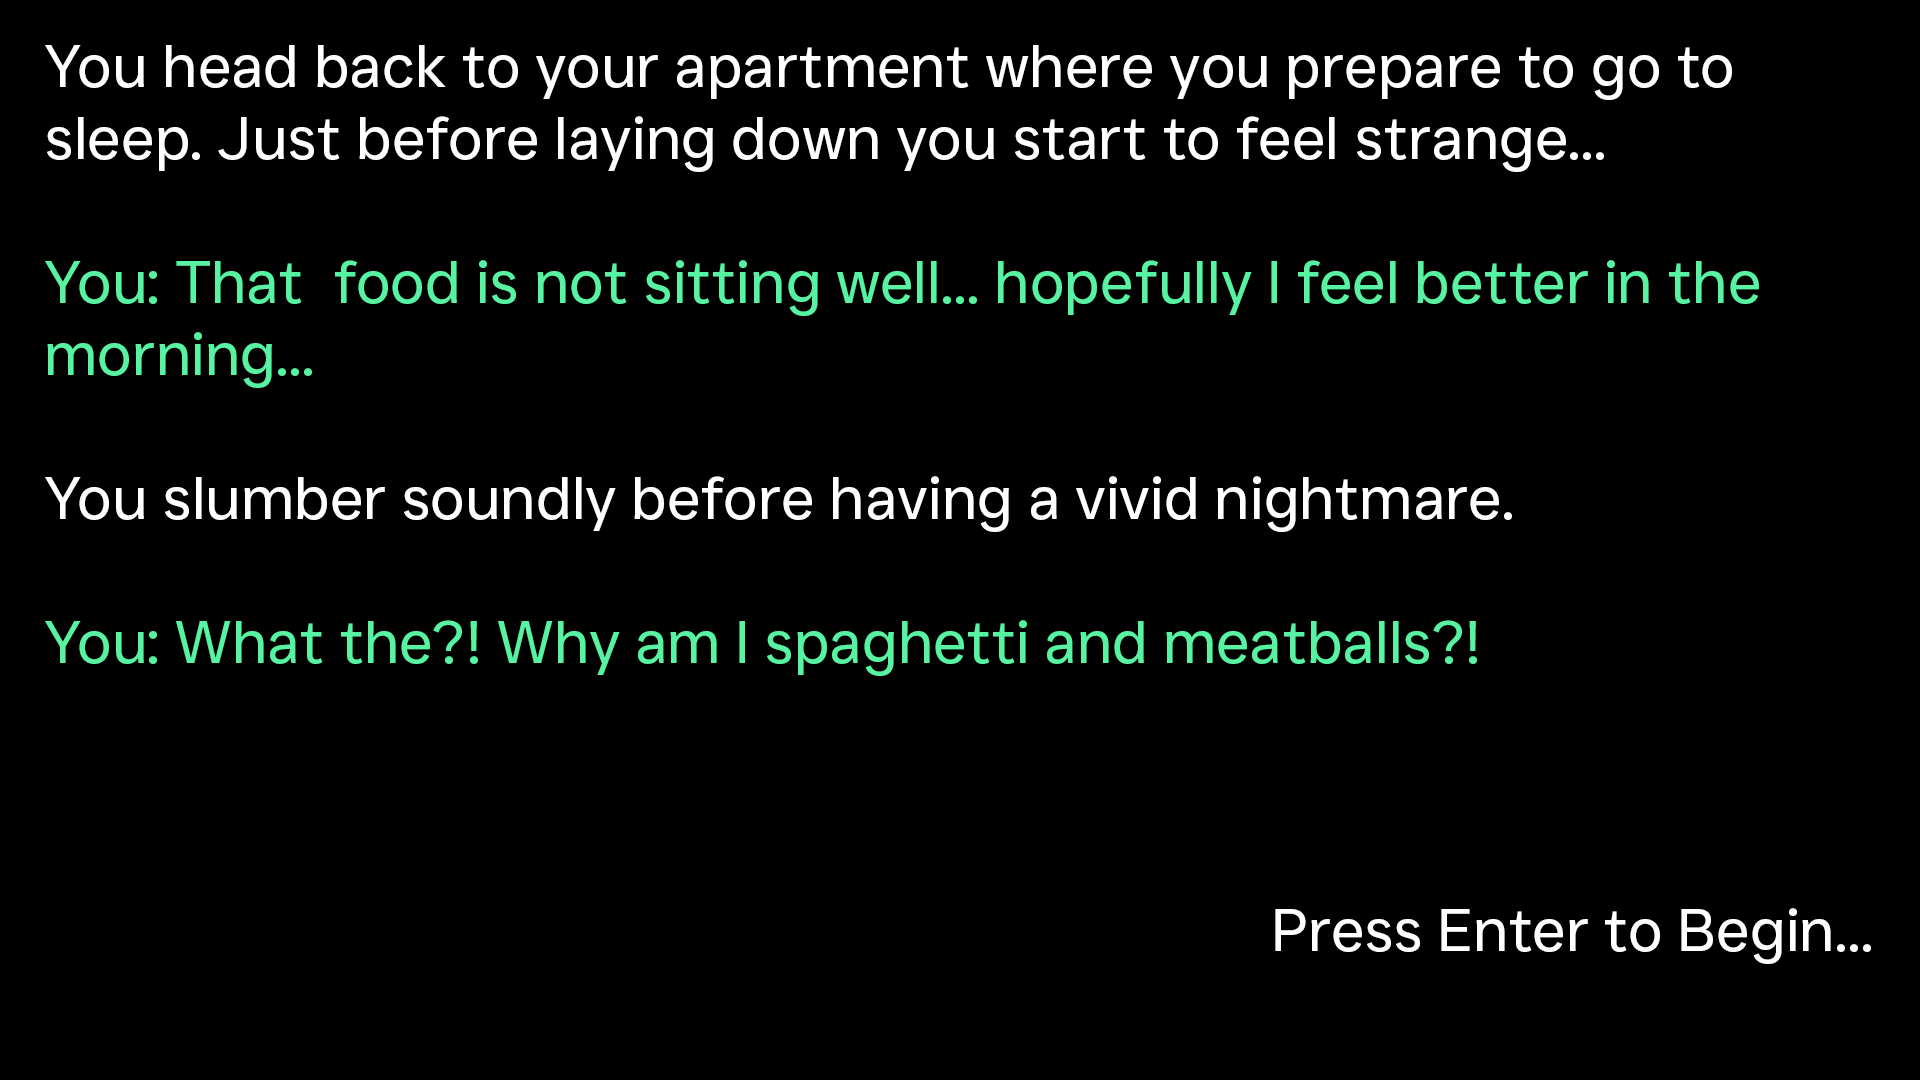 You head back to your apartment where you prepare to go to
sleep. Just before laying down you start to feel strange...
You: That  food is not sitting well... hopefully I feel better in the
morning...
You slumber soundly before having a vivid nightmare.
You: What the?! Why am I spaghetti and meatballs?!
Press Enter to Begin...